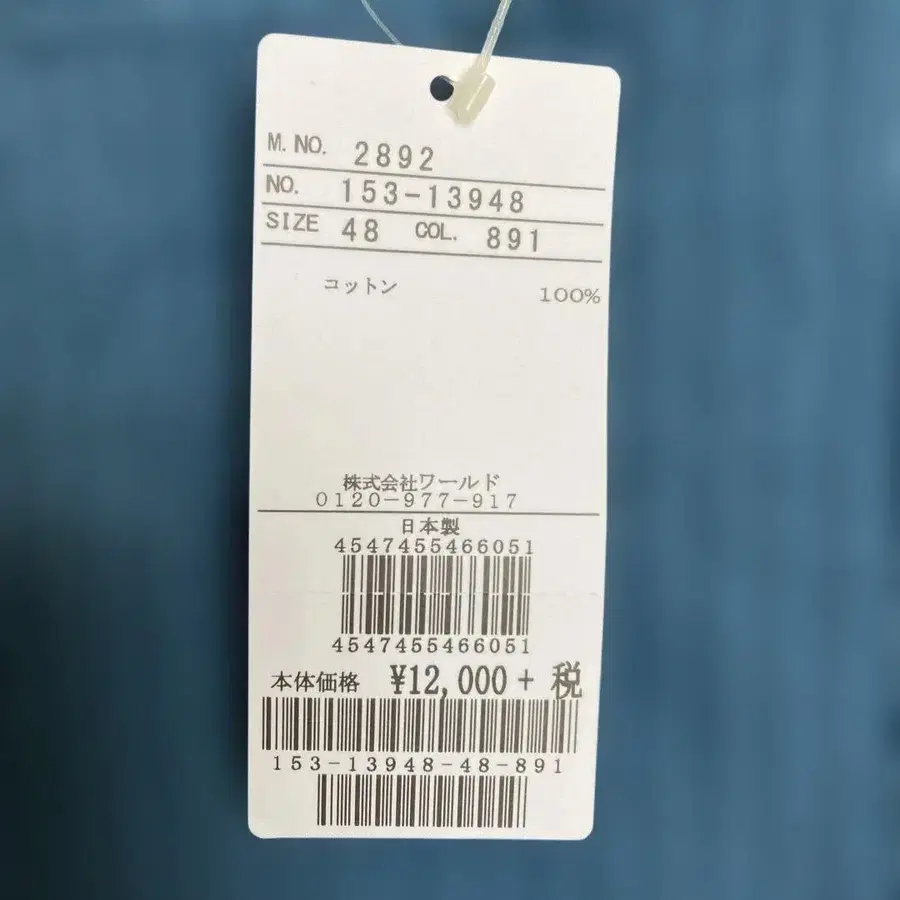 M. NO. 2892
NO. 153-13948
SIZE 48 COL. 891
コットン 100%
株式会社ワールド
0120-977-917
日本製
4547455466051
4547455466051
本体価格 ¥12,000 + 税
153-13948-48-891